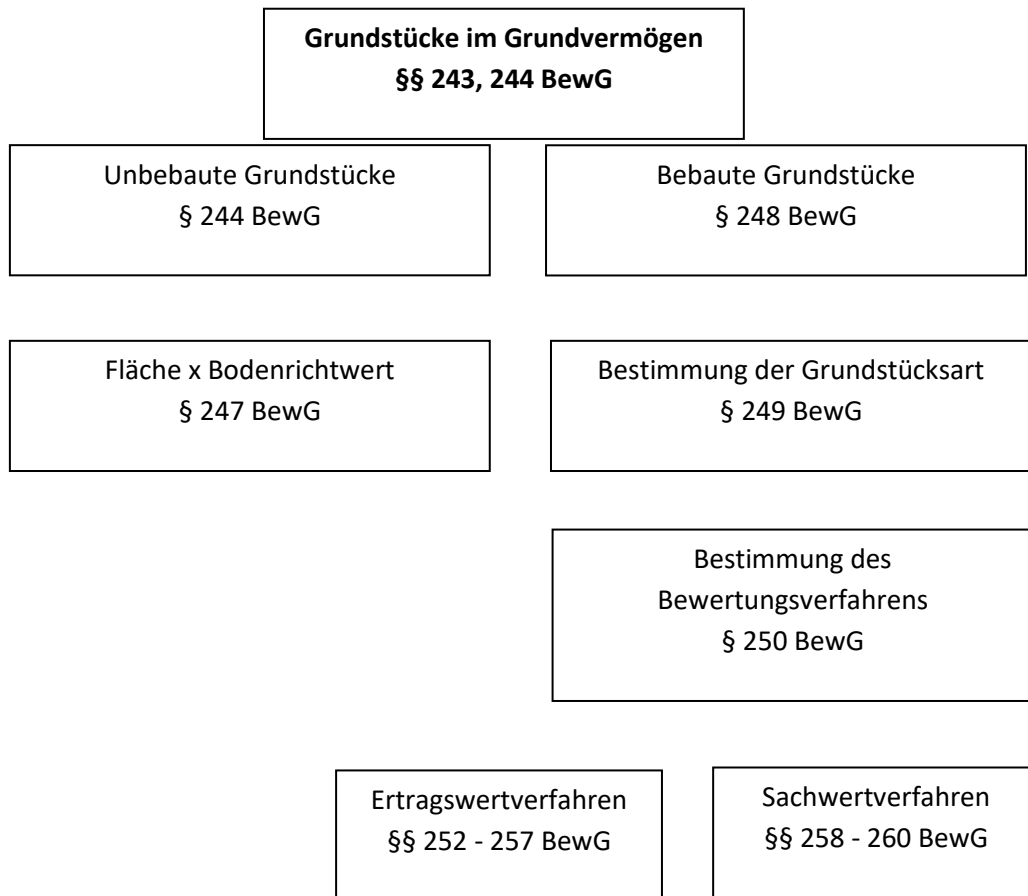 Grundstücke im Grundvermögen
§§ 243, 244 BewG
Unbebaute Grundstücke
§ 244 BewG
Bebaute Grundstücke
§ 248 BewG
Fläche x Bodenrichtwert
§ 247 BewG
Bestimmung der Grundstücksart
§ 249 BewG
Bestimmung des
Bewertungsverfahrens
§ 250 BewG
Ertragswertverfahren
§§ 252 - 257 BewG
Sachwertverfahren
§§ 258 - 260 BewG